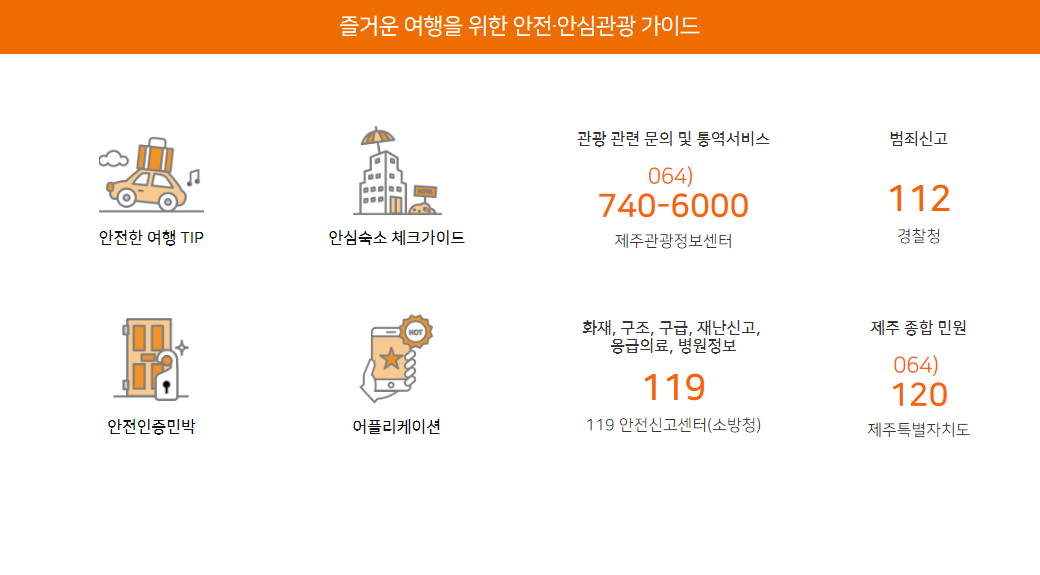 즐거운 여행을 위한 안전·안심관광 가이드
안전한 여행 TIP
HOTEL
안심숙소 체크가이드
관광 관련 문의 및 통역서비스
064)
740-6000
제주관광정보센터
범죄신고
112
경찰청
안전인증민박
HOT
어플리케이션
화재, 구조, 구급, 재난신고,
응급의료, 병원정보
119
119 안전신고센터(소방청)
제주 종합 민원
064)
120
제주특별자치도